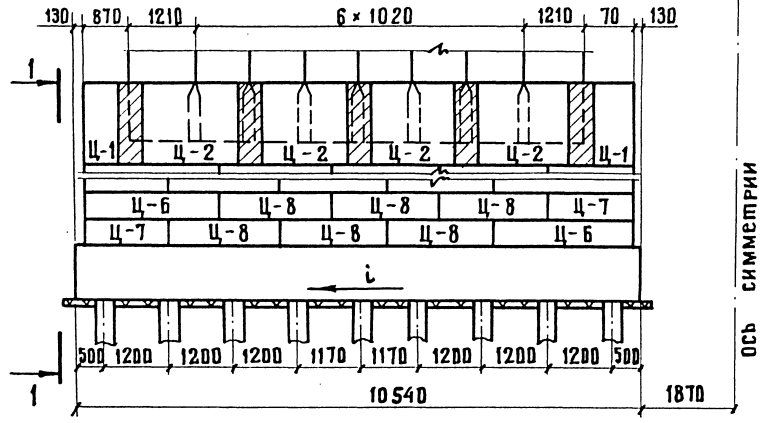 130 870 1210 6×1020 1210 70 130
1
Ц-1 Ц-2 Ц-2 Ц-2 Ц-2 Ц-1
Ц-6 Ц-8 Ц-8 Ц-8 Ц-7
Ц-7 Ц-8 Ц-8 Ц-8 Ц-6
i
500 1200 1200 1200 1170 1170 1200 1200 1200 500
1
10540 1870
ОСЬ СИММЕТРИИ